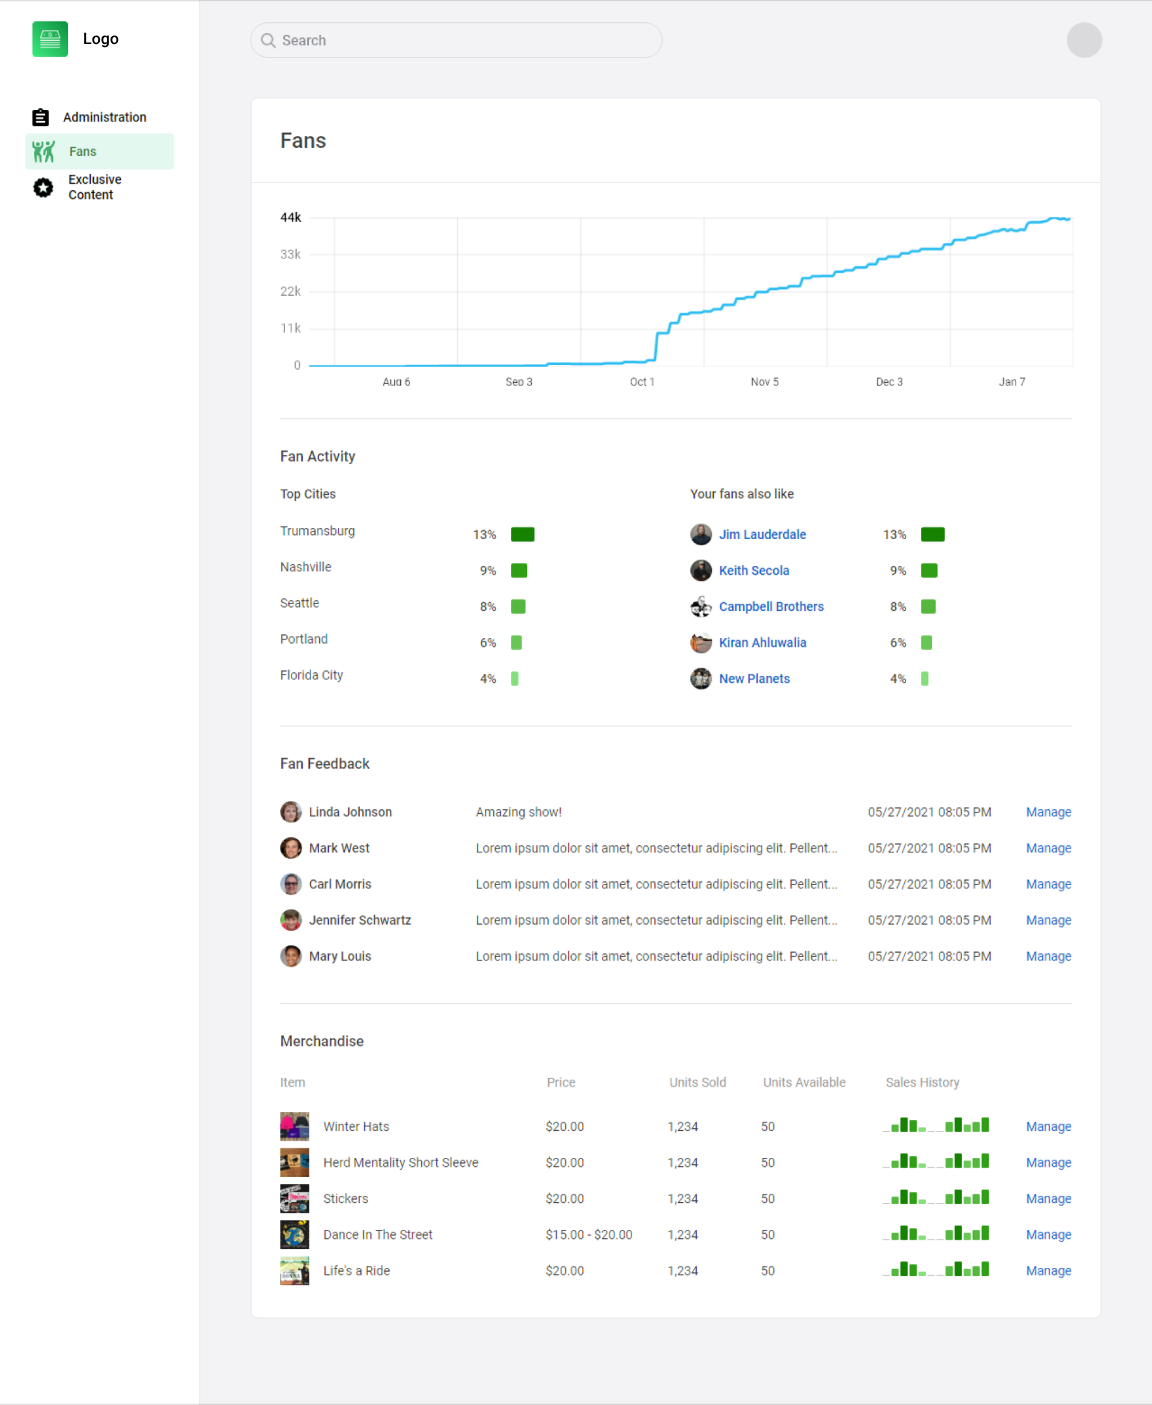 Logo
Search
Administration
Fans
Exclusive
Content
Fans
44k
33k
22k
11k
0
Aug 6 Sep 3 Oct 1 Nov 5 Dec 3 Jan 7
Fan Activity
Top Cities
Trumansburg 13%
Nashville 9%
Seattle 8%
Portland 6%
Florida City 4%
Your fans also like
Jim Lauderdale 13%
Keith Secola 9%
Campbell Brothers 8%
Kiran Ahluwalia 6%
New Planets 4%
Fan Feedback
Linda Johnson Amazing show! 05/27/2021 08:05 PM Manage
Mark West Lorem ipsum dolor sit amet, consectetur adipiscing elit. Pellent... 05/27/2021 08:05 PM Manage
Carl Morris Lorem ipsum dolor sit amet, consectetur adipiscing elit. Pellent... 05/27/2021 08:05 PM Manage
Jennifer Schwartz Lorem ipsum dolor sit amet, consectetur adipiscing elit. Pellent... 05/27/2021 08:05 PM Manage
Mary Louis Lorem ipsum dolor sit amet, consectetur adipiscing elit. Pellent... 05/27/2021 08:05 PM Manage
Merchandise
Item Price Units Sold Units Available Sales History
Winter Hats $20.00 1,234 50 Manage
Herd Mentality Short Sleeve $20.00 1,234 50 Manage
Stickers $20.00 1,234 50 Manage
Dance In The Street $15.00 - $20.00 1,234 50 Manage
Life's a Ride $20.00 1,234 50 Manage